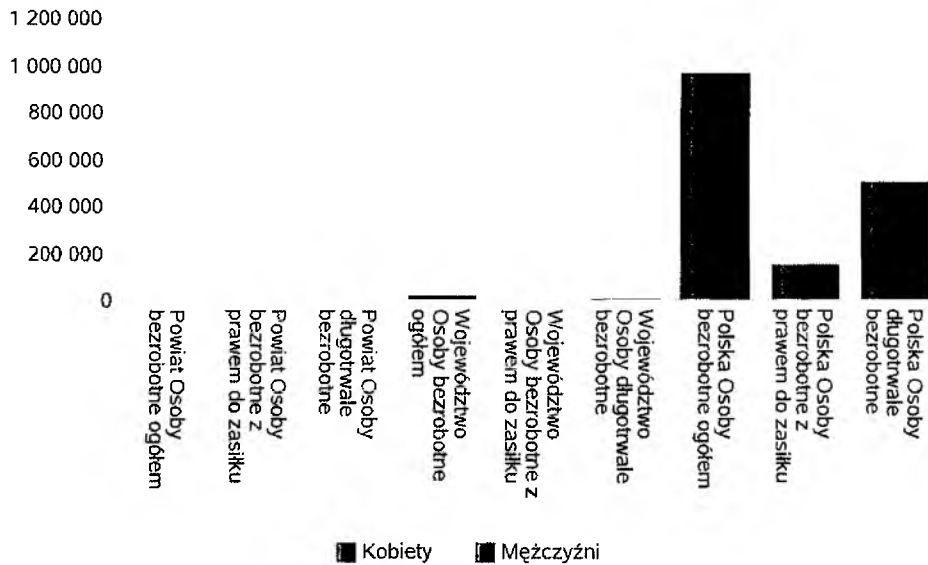 1 200 000
1 000 000
800 000
600 000
400 000
200 000
0
Powiat Osoby
bezrobotne ogółem
Powiat Osoby
bezrobotne z
prawem do zasiłku
Powiat Osoby
długotrwale
bezrobotne
Województwo
Osoby bezrobotne
ogółem
Województwo
Osoby bezrobotne z
prawem do zasiłku
Województwo
Osoby długotrwale
bezrobotne
Polska Osoby
bezrobotne ogółem
Polska Osoby
bezrobotne z
prawem do zasiłku
Polska Osoby
długotrwale
bezrobotne
Kobiety
Mężczyźni